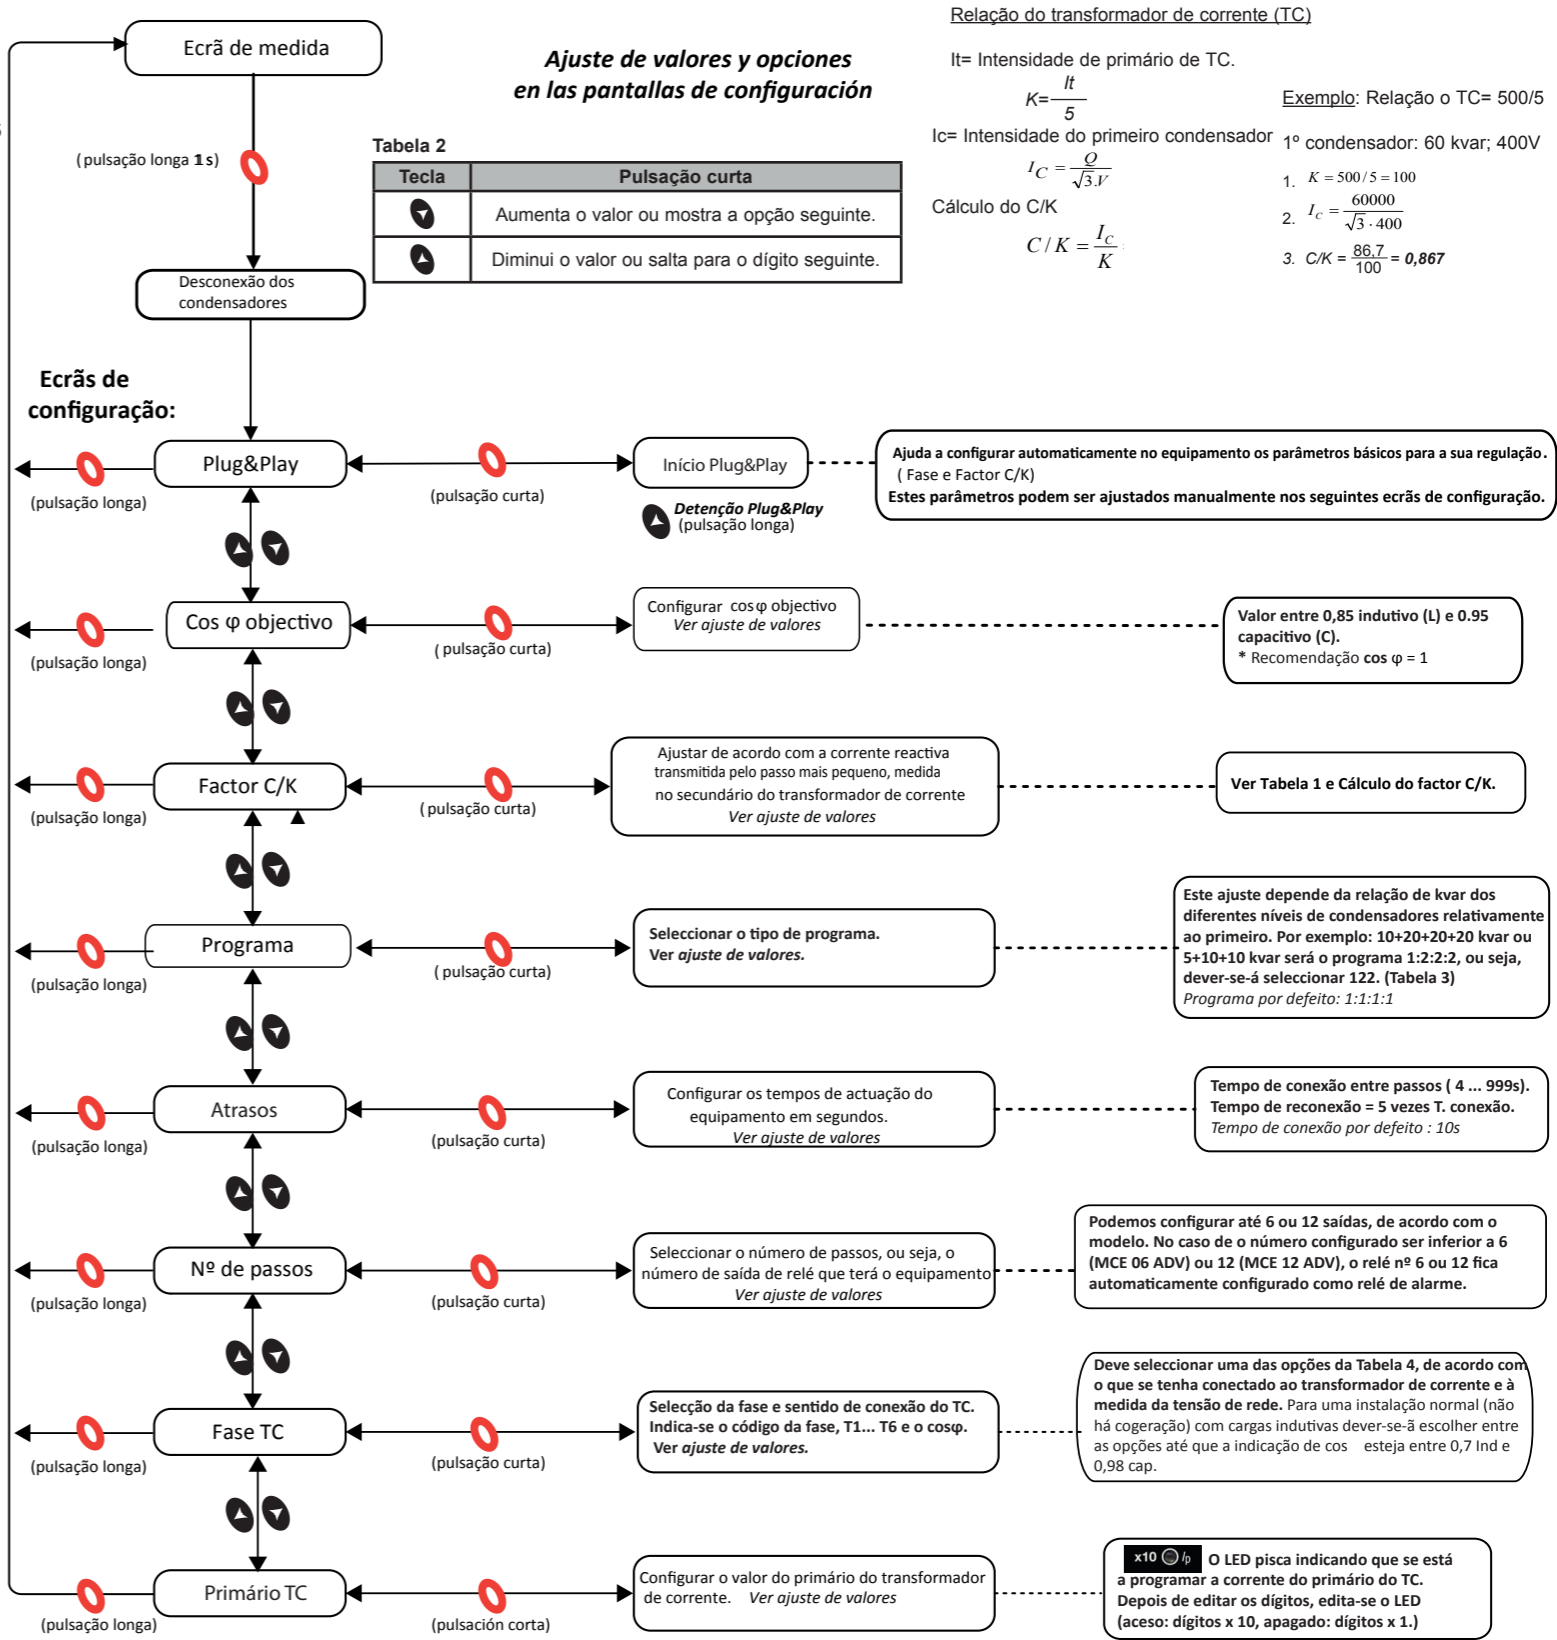 Ecrã de medida
(pulsação longa 1s)
Desconexão dos
condensadores
Ajuste de valores y opciones
en las pantallas de configuración
Tabela 2
Tecla Pulsação curta
Aumenta o valor ou mostra a opção seguinte.
Diminui o valor ou salta para o dígito seguinte.
Relação do transformador de corrente (TC)
It= Intensidade de primário de TC.
K= It / 5
Ic= Intensidade do primeiro condensador
I_C = Q / √3.V
Cálculo do C/K
C / K = I_C / K
Exemplo: Relação o TC= 500/5
1º condensador: 60 kvar; 400V
1. K = 500 / 5 = 100
2. I_C = 60000 / √3 · 400
3. C/K = 86,7 / 100 = 0,867
Ecrãs de
configuração:
Plug&Play
(pulsação longa)
(pulsação curta)
Início Plug&Play
Detenção Plug&Play
(pulsação longa)
Ajuda a configurar automaticamente no equipamento os parâmetros básicos para a sua regulação.
( Fase e Factor C/K)
Estes parâmetros podem ser ajustados manualmente nos seguintes ecrãs de configuração.
Cos φ objectivo
(pulsação longa)
( pulsação curta)
Configurar cos φ objectivo
Ver ajuste de valores
Valor entre 0,85 indutivo (L) e 0.95
capacitivo (C).
* Recomendação cos φ = 1
Factor C/K
(pulsação longa)
( pulsação curta)
Ajustar de acordo com a corrente reactiva
transmitida pelo passo mais pequeno, medida
no secundário do transformador de corrente
Ver ajuste de valores
Ver Tabela 1 e Cálculo do factor C/K.
Programa
(pulsação longa)
( pulsação curta)
Seleccionar o tipo de programa.
Ver ajuste de valores.
Este ajuste depende da relação de kvar dos
diferentes níveis de condensadores relativamente
ao primeiro. Por exemplo: 10+20+20+20 kvar ou
5+10+10 kvar será o programa 1:2:2:2, ou seja,
dever-se-á seleccionar 122. (Tabela 3)
Programa por defeito: 1:1:1:1
Atrasos
(pulsação longa)
(pulsação curta)
Configurar os tempos de actuação do
equipamento em segundos.
Ver ajuste de valores
Tempo de conexão entre passos ( 4 ... 999s).
Tempo de reconexão = 5 vezes T. conexão.
Tempo de conexão por defeito : 10s
Nº de passos
(pulsação longa)
(pulsação curta)
Seleccionar o número de passos, ou seja, o
número de saída de relé que terá o equipamento
Ver ajuste de valores
Podemos configurar até 6 ou 12 saídas, de acordo com o
modelo. No caso de o número configurado ser inferior a 6
(MCE 06 ADV) ou 12 (MCE 12 ADV), o relé nº 6 ou 12 fica
automaticamente configurado como relé de alarme.
Fase TC
(pulsação longa)
(pulsação curta)
Selecção da fase e sentido de conexão do TC.
Indica-se o código da fase, T1... T6 e o cosφ.
Ver ajuste de valores.
Deve seleccionar uma das opções da Tabela 4, de acordo com
o que se tenha conectado ao transformador de corrente e à
medida da tensão de rede. Para uma instalação normal (não
há cogeração) com cargas indutivas dever-se-ã escolher entre
as opções até que a indicação de cos esteja entre 0,7 Ind e
0,98 cap.
Primário TC
(pulsação longa)
(pulsación corta)
Configurar o valor do primário do transformador
de corrente. Ver ajuste de valores
x10 Ip O LED pisca indicando que se está
a programar a corrente do primário do TC.
Depois de editar os dígitos, edita-se o LED
(aceso: dígitos x 10, apagado: dígitos x 1.)